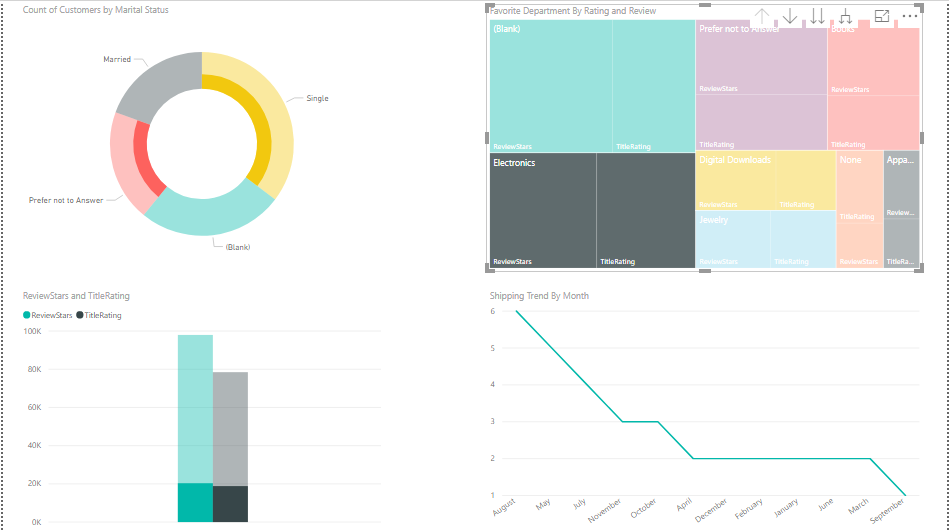 Count of Customers by Marital Status
Married
Single
Prefer not to Answer
(Blank)
Favorite Department By Rating and Review
(Blank)
ReviewStars
TitleRating
Prefer not to Answer
ReviewStars
TitleRating
Books
ReviewStars
TitleRating
Electronics
ReviewStars
TitleRating
Digital Downloads
ReviewStars
TitleRating
Jewelry
ReviewStars
TitleRating
None
TitleRating
ReviewStars
Appa...
Review...
TitleRa...
ReviewStars and TitleRating
ReviewStars TitleRating
100K
80K
60K
40K
20K
0K
Shipping Trend By Month
6
5
4
3
2
1
August
May
July
November
October
April
December
February
January
June
March
September